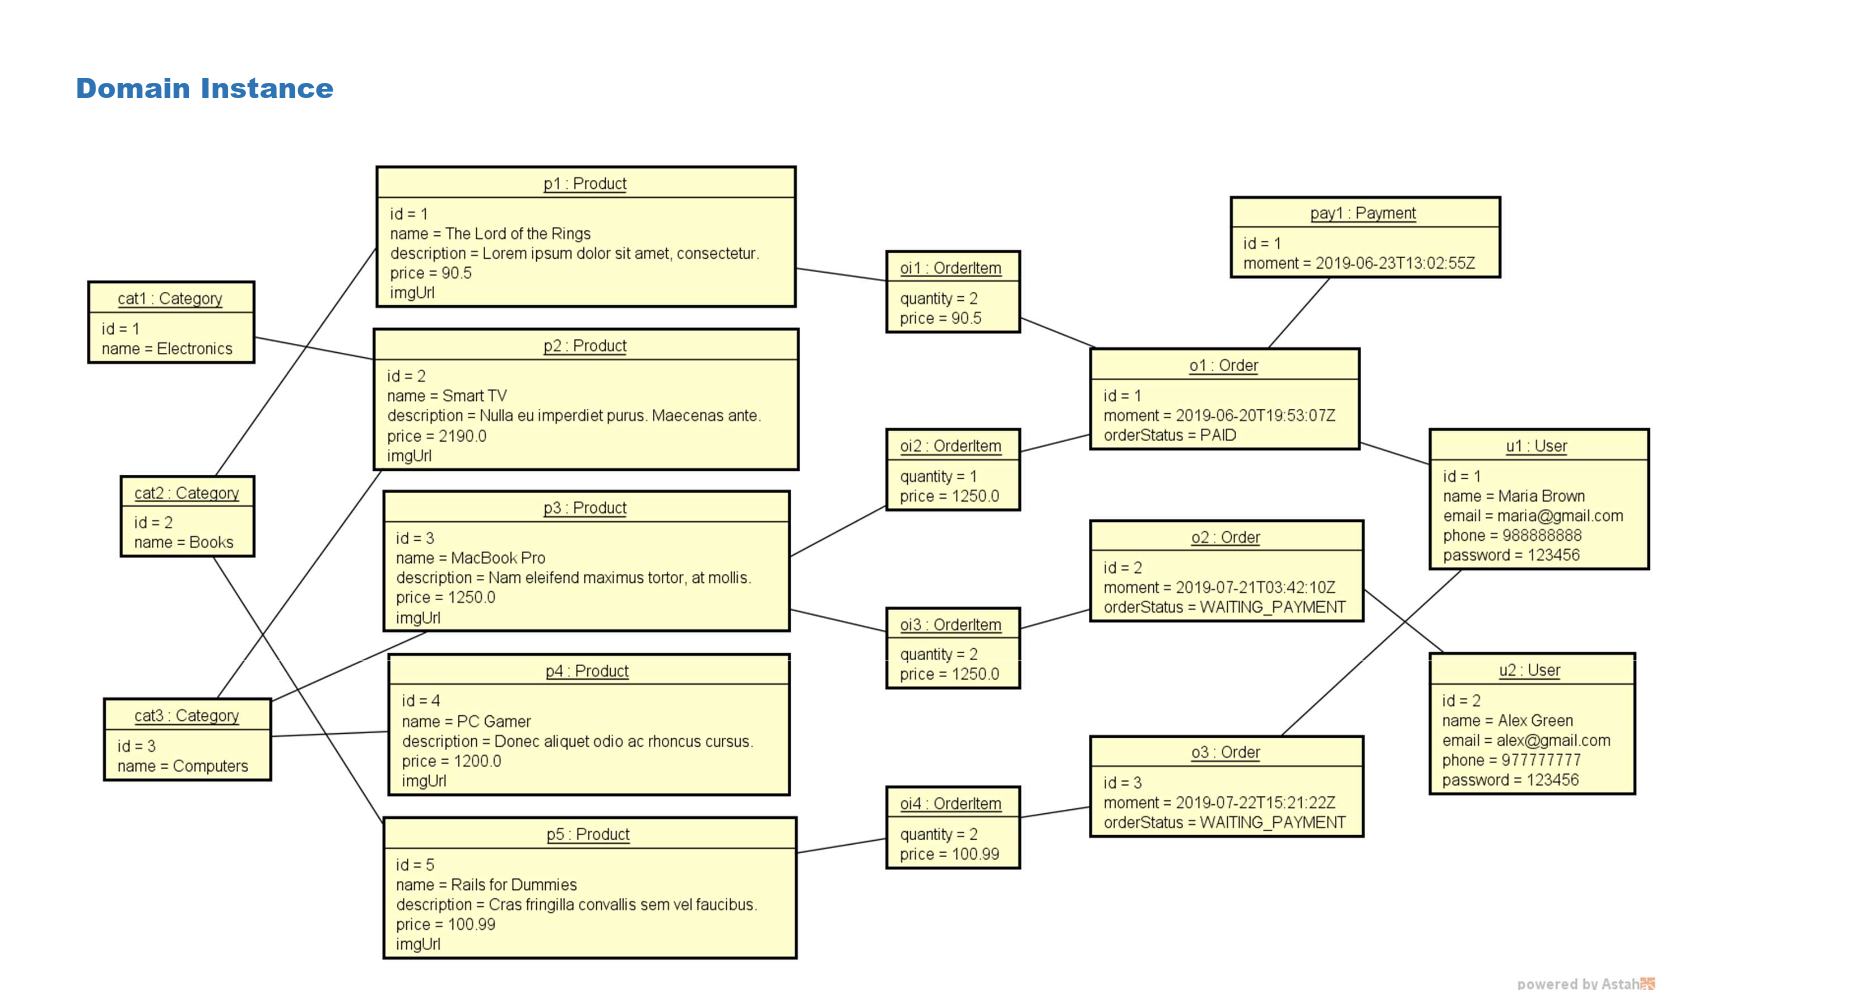 Domain Instance
cat1 : Category
id = 1
name = Electronics
cat2 : Category
id = 2
name = Books
cat3 : Category
id = 3
name = Computers
p1 : Product
id = 1
name = The Lord of the Rings
description = Lorem ipsum dolor sit amet, consectetur.
price = 90.5
imgUrl
p2 : Product
id = 2
name = Smart TV
description = Nulla eu imperdiet purus. Maecenas ante.
price = 2190.0
imgUrl
p3 : Product
id = 3
name = MacBook Pro
description = Nam eleifend maximus tortor, at mollis.
price = 1250.0
imgUrl
p4 : Product
id = 4
name = PC Gamer
description = Donec aliquet odio ac rhoncus cursus.
price = 1200.0
imgUrl
p5 : Product
id = 5
name = Rails for Dummies
description = Cras fringilla convallis sem vel faucibus.
price = 100.99
imgUrl
oi1 : OrderItem
quantity = 2
price = 90.5
oi2 : OrderItem
quantity = 1
price = 1250.0
oi3 : OrderItem
quantity = 2
price = 1250.0
oi4 : OrderItem
quantity = 2
price = 100.99
pay1 : Payment
id = 1
moment = 2019-06-23T13:02:55Z
o1 : Order
id = 1
moment = 2019-06-20T19:53:07Z
orderStatus = PAID
o2 : Order
id = 2
moment = 2019-07-21T03:42:10Z
orderStatus = WAITING_PAYMENT
o3 : Order
id = 3
moment = 2019-07-22T15:21:22Z
orderStatus = WAITING_PAYMENT
u1 : User
id = 1
name = Maria Brown
email = maria@gmail.com
phone = 988888888
password = 123456
u2 : User
id = 2
name = Alex Green
email = alex@gmail.com
phone = 977777777
password = 123456
powered by Astah